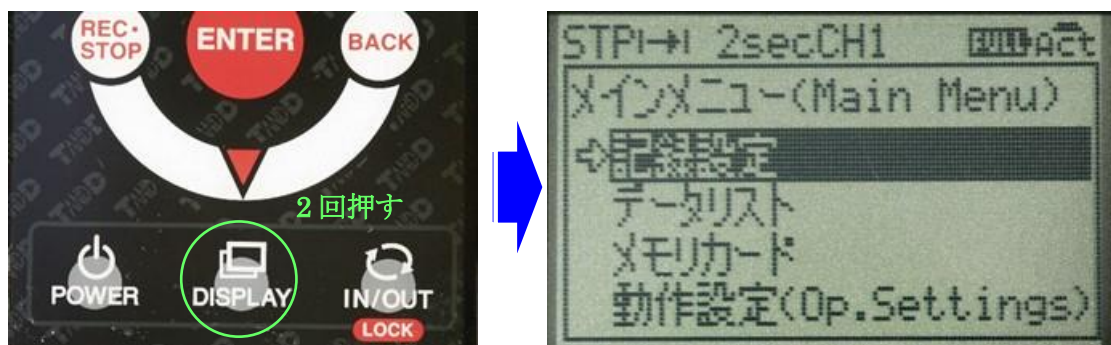 REC・
STOP
ENTER
BACK
2回押す
POWER
DISPLAY
IN/OUT
LOCK
STP 2secCH1 FULL Act
メインメニュー(Main Menu)
記録設定
データリスト
メモリカード
動作設定(Op.Settings)